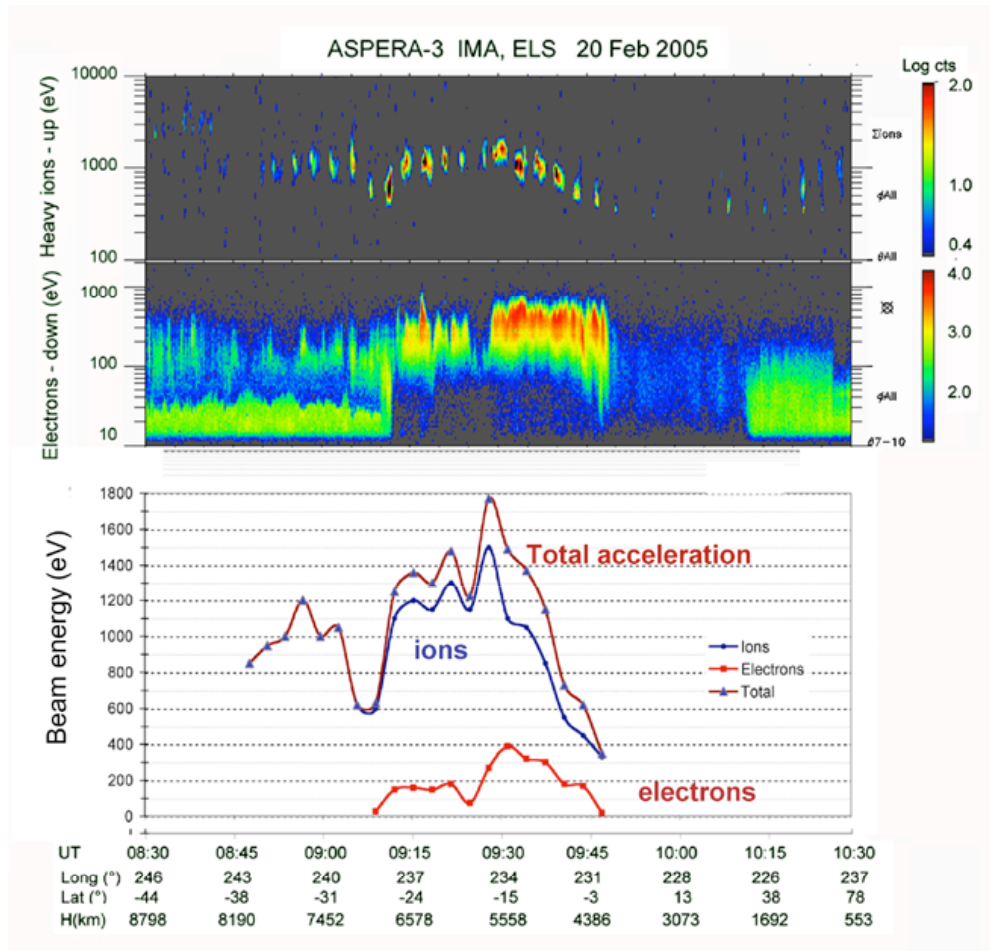 ASPERA-3 IMA, ELS 20 Feb 2005
Log cts
Heavy ions - up (eV)
10000
1000
100
ΣIons
ϕAll
θAll
2.0
1.0
0.4
Electrons - down (eV)
1000
100
10
ϕAll
θ7-10
4.0
3.0
2.0
Beam energy (eV)
1800
1600
1400
1200
1000
800
600
400
200
0
Total acceleration
ions
electrons
Ions
Electrons
Total
UT 08:30 08:45 09:00 09:15 09:30 09:45 10:00 10:15 10:30
Long (°) 246 243 240 237 234 231 228 226 237
Lat (°) -44 -38 -31 -24 -15 -3 13 38 78
H(km) 8798 8190 7452 6578 5558 4386 3073 1692 553